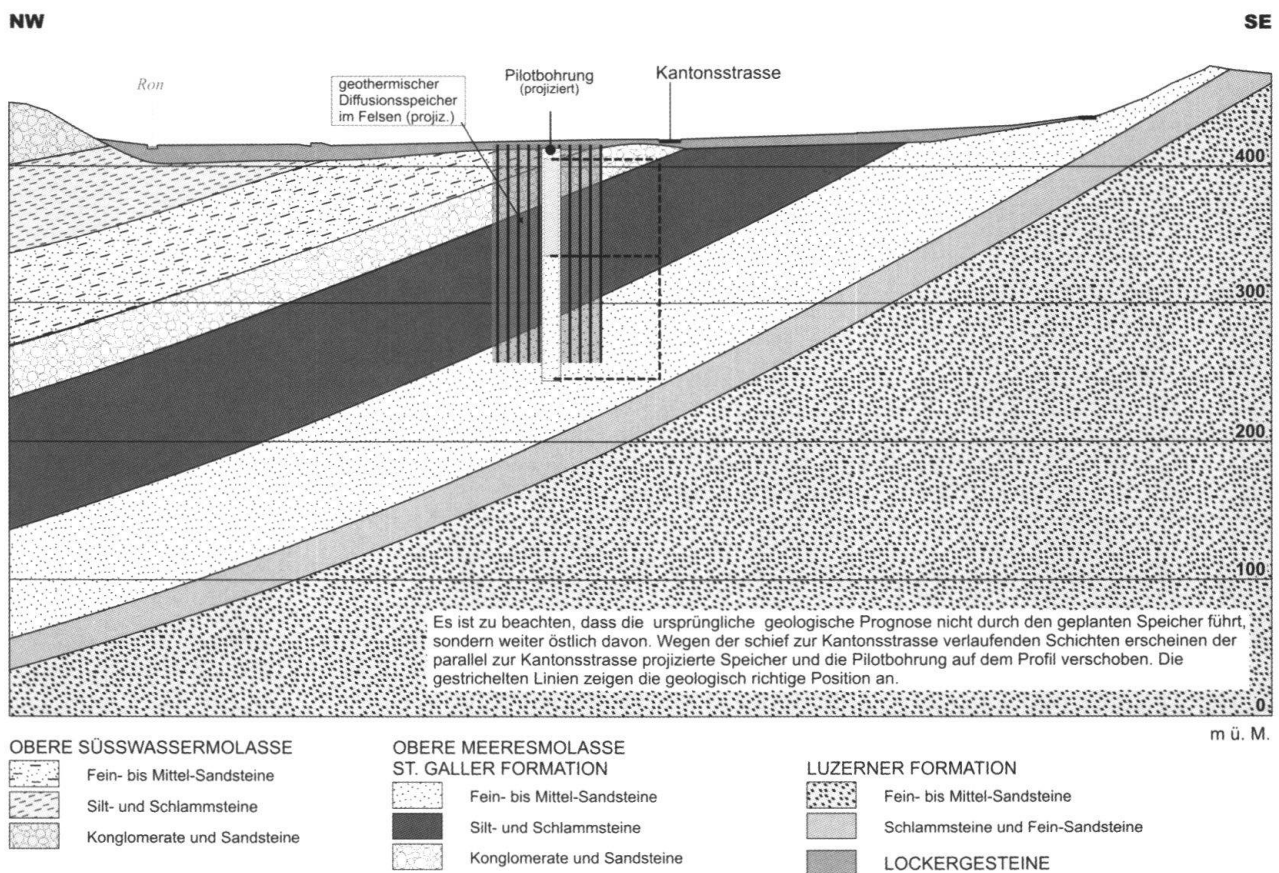 NW
SE
Ron
geothermischer
Diffusionsspeicher
im Felsen (projiz.)
Pilotbohrung
(projiziert)
Kantonsstrasse
400
300
200
100
0
m ü. M.
Es ist zu beachten, dass die ursprüngliche geologische Prognose nicht durch den geplanten Speicher führt,
sondern weiter östlich davon. Wegen der schief zur Kantonsstrasse verlaufenden Schichten erscheinen der
parallel zur Kantonsstrasse projizierte Speicher und die Pilotbohrung auf dem Profil verschoben. Die
gestrichelten Linien zeigen die geologisch richtige Position an.
OBERE SÜSSWASSERMOLASSE
Fein- bis Mittel-Sandsteine
Silt- und Schlammsteine
Konglomerate und Sandsteine
OBERE MEERESMOLASSE
ST. GALLER FORMATION
Fein- bis Mittel-Sandsteine
Silt- und Schlammsteine
Konglomerate und Sandsteine
LUZERNER FORMATION
Fein- bis Mittel-Sandsteine
Schlammsteine und Fein-Sandsteine
LOCKERGESTEINE